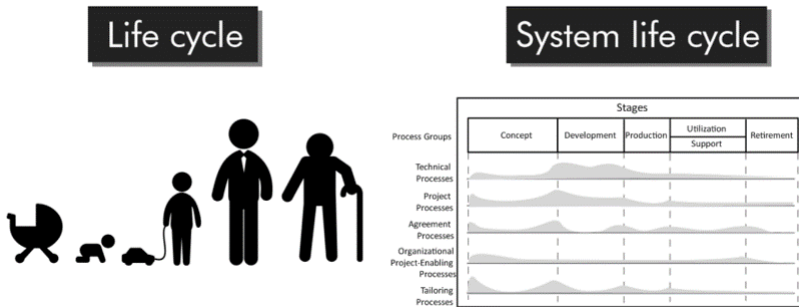 Life cycle
System life cycle
Stages
Process Groups
Concept
Development
Production
Utilization
Support
Retirement
Technical
Processes
Project
Processes
Agreement
Processes
Organizational
Project-Enabling
Processes
Tailoring
Processes